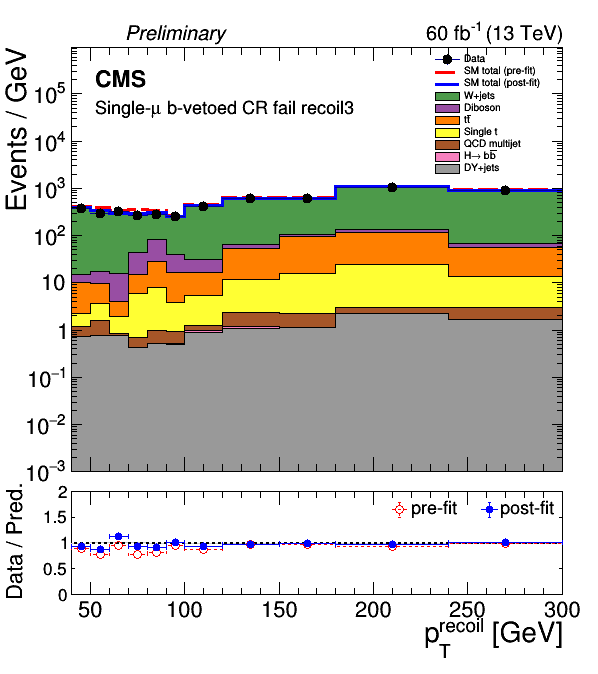 Preliminary 60 fb⁻¹ (13 TeV)
CMS
Single-μ b-vetoed CR fail recoil3
Data
SM total (pre-fit)
SM total (post-fit)
W+jets
Diboson
tt̅
Single t
QCD multijet
H→ bb̅
DY+jets
Events / GeV
10⁵
10⁴
10³
10²
10
1
10⁻¹
10⁻²
10⁻³
pre-fit post-fit
Data / Pred.
2
1.5
1
0.5
0
50 100 150 200 250 300
p_T^recoil [GeV]